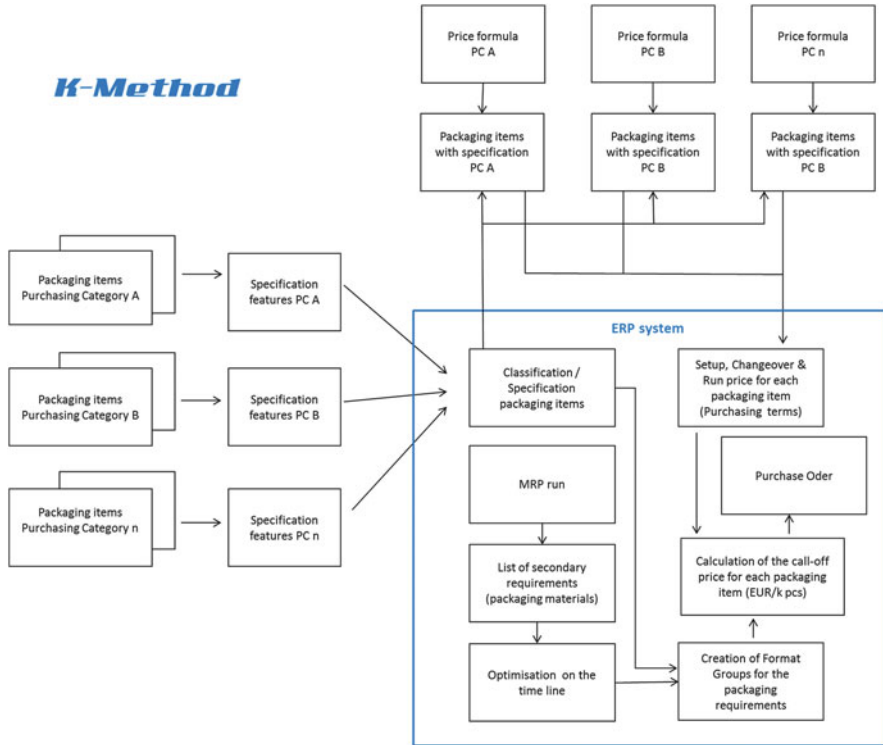 K-Method
Price formula
PC A
Price formula
PC B
Price formula
PC n
Packaging items
with specification
PC A
Packaging items
with specification
PC B
Packaging items
with specification
PC B
Packaging items
Purchasing Category A
Specification
features PC A
Packaging items
Purchasing Category B
Specification
features PC B
Packaging items
Purchasing Category n
Specification
features PC n
ERP system
Classification /
Specification
packaging items
Setup, Changeover &
Run price for each
packaging item
(Purchasing terms)
MRP run
Purchase Oder
List of secondary
requirements
(packaging materials)
Calculation of the call-off
price for each packaging
item (EUR/k pcs)
Optimisation on the
time line
Creation of Format
Groups for the
packaging
requirements